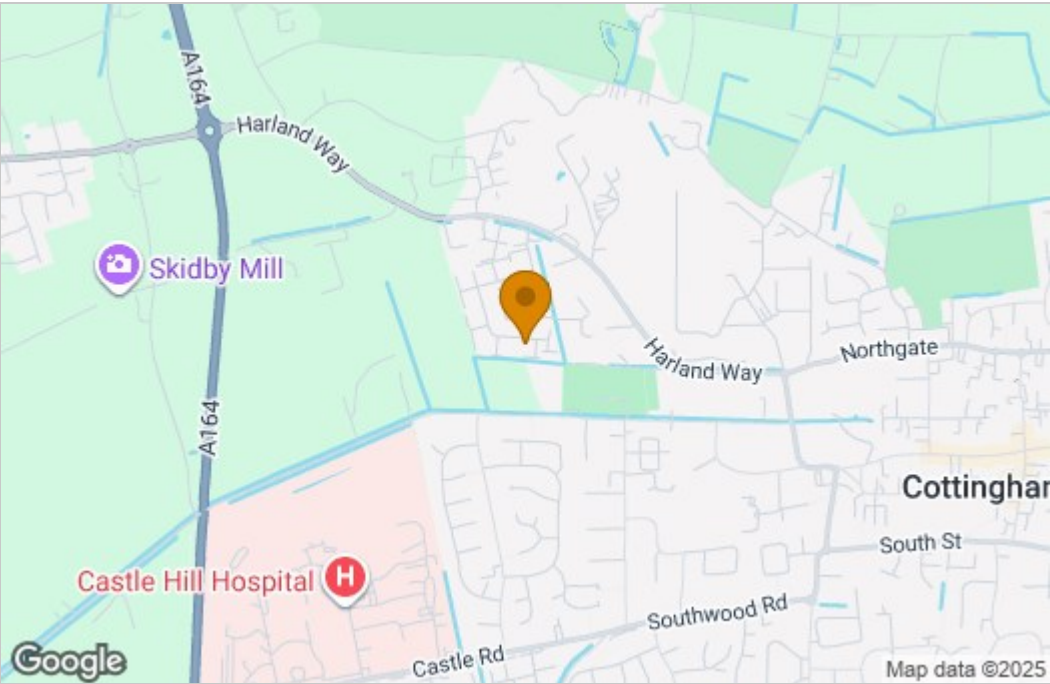 A164
Harland Way
Skidby Mill
Harland Way
Northgate
A164
Cottinghar
South St
Castle Hill Hospital
H
Southwood Rd
Castle Rd
Google
Map data ©2025